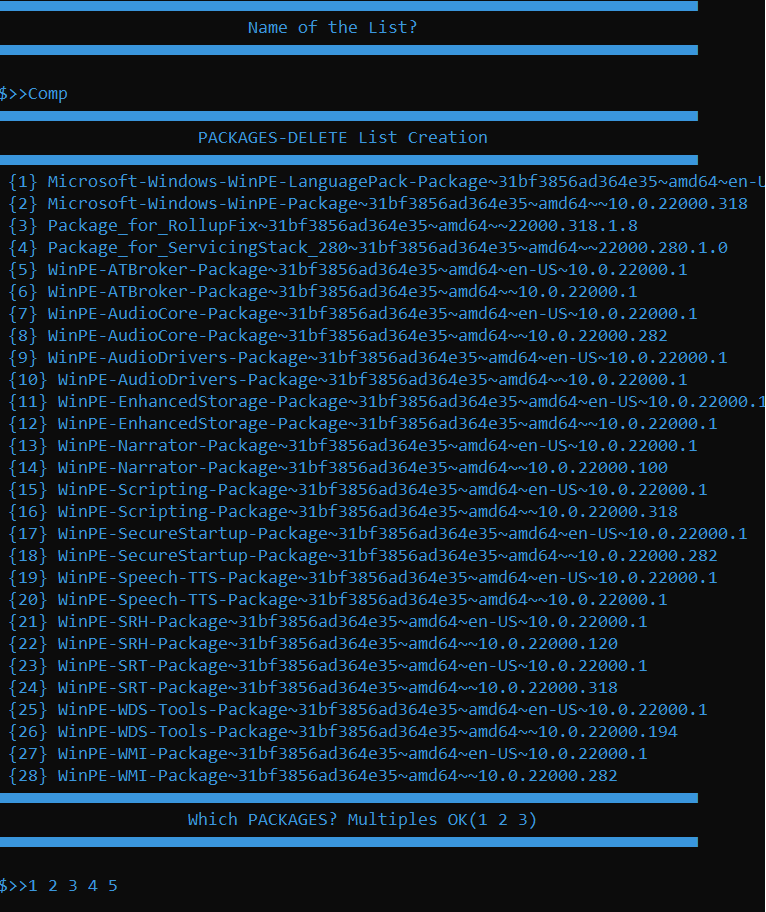 Name of the List?
$>>Comp
PACKAGES-DELETE List Creation
{1} Microsoft-Windows-WinPE-LanguagePack-Package~31bf3856ad364e35~amd64~en-U
{2} Microsoft-Windows-WinPE-Package~31bf3856ad364e35~amd64~~10.0.22000.318
{3} Package_for_RollupFix~31bf3856ad364e35~amd64~~22000.318.1.8
{4} Package_for_ServicingStack_280~31bf3856ad364e35~amd64~~22000.280.1.0
{5} WinPE-ATBroker-Package~31bf3856ad364e35~amd64~en-US~10.0.22000.1
{6} WinPE-ATBroker-Package~31bf3856ad364e35~amd64~~10.0.22000.1
{7} WinPE-AudioCore-Package~31bf3856ad364e35~amd64~en-US~10.0.22000.1
{8} WinPE-AudioCore-Package~31bf3856ad364e35~amd64~~10.0.22000.282
{9} WinPE-AudioDrivers-Package~31bf3856ad364e35~amd64~en-US~10.0.22000.1
{10} WinPE-AudioDrivers-Package~31bf3856ad364e35~amd64~~10.0.22000.1
{11} WinPE-EnhancedStorage-Package~31bf3856ad364e35~amd64~en-US~10.0.22000.1
{12} WinPE-EnhancedStorage-Package~31bf3856ad364e35~amd64~~10.0.22000.1
{13} WinPE-Narrator-Package~31bf3856ad364e35~amd64~en-US~10.0.22000.1
{14} WinPE-Narrator-Package~31bf3856ad364e35~amd64~~10.0.22000.100
{15} WinPE-Scripting-Package~31bf3856ad364e35~amd64~en-US~10.0.22000.1
{16} WinPE-Scripting-Package~31bf3856ad364e35~amd64~~10.0.22000.318
{17} WinPE-SecureStartup-Package~31bf3856ad364e35~amd64~en-US~10.0.22000.1
{18} WinPE-SecureStartup-Package~31bf3856ad364e35~amd64~~10.0.22000.282
{19} WinPE-Speech-TTS-Package~31bf3856ad364e35~amd64~en-US~10.0.22000.1
{20} WinPE-Speech-TTS-Package~31bf3856ad364e35~amd64~~10.0.22000.1
{21} WinPE-SRH-Package~31bf3856ad364e35~amd64~en-US~10.0.22000.1
{22} WinPE-SRH-Package~31bf3856ad364e35~amd64~~10.0.22000.120
{23} WinPE-SRT-Package~31bf3856ad364e35~amd64~en-US~10.0.22000.1
{24} WinPE-SRT-Package~31bf3856ad364e35~amd64~~10.0.22000.318
{25} WinPE-WDS-Tools-Package~31bf3856ad364e35~amd64~en-US~10.0.22000.1
{26} WinPE-WDS-Tools-Package~31bf3856ad364e35~amd64~~10.0.22000.194
{27} WinPE-WMI-Package~31bf3856ad364e35~amd64~en-US~10.0.22000.1
{28} WinPE-WMI-Package~31bf3856ad364e35~amd64~~10.0.22000.282
Which PACKAGES? Multiples OK(1 2 3)
$>>1 2 3 4 5